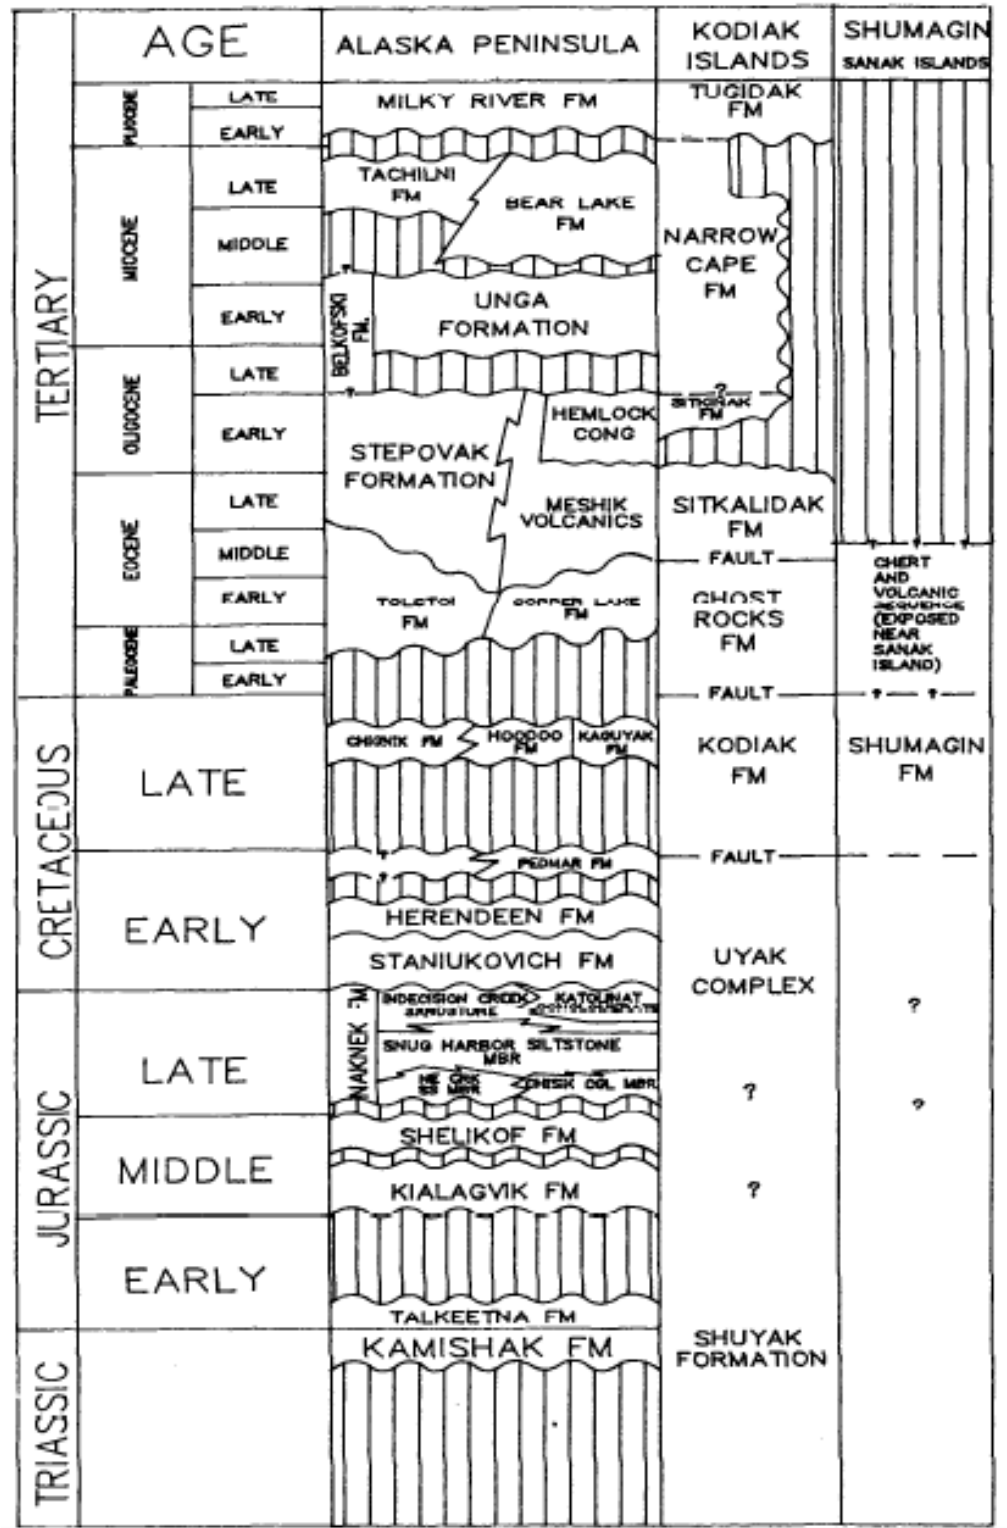 AGE
ALASKA PENINSULA
KODIAK
ISLANDS
SHUMAGIN
SANAK ISLANDS
TERTIARY
PLIOCENE
LATE
EARLY
MILKY RIVER FM
TUGIDAK
FM
MIOCENE
LATE
MIDDLE
EARLY
TACHILNI
FM
BEAR LAKE
FM
NARROW
CAPE
FM
BELKOFSKI
FM.
UNGA
FORMATION
OLIGOCENE
LATE
EARLY
?
?
?
SITKINAK
FM
HEMLOCK
CONG
STEPOVAK
FORMATION
EOCENE
LATE
MIDDLE
EARLY
MESHIK
VOLCANICS
SITKALIDAK
FM
FAULT
? ? ?
CHERT
AND
VOLCANIC
SEQUENCE
(EXPOSED
NEAR
SANAK
ISLAND)
? ?
FM
COPPER LAKE
FM
GHOST
ROCKS
FM
PALEOCENE
LATE
EARLY
FAULT
CRETACEOUS
LATE
CHIGNIK FM
HOODOO
FM
KAGUYAK
FM
KODIAK
FM
SHUMAGIN
FM
FAULT
EARLY
?
?
PEDMAR FM
HERENDEEN FM
STANIUKOVICH FM
UYAK
COMPLEX
?
?
?
?
JURASSIC
LATE
NAKNEK FM
INDECISION CREEK
SANDSTONE
SNUG HARBOR SILTSTONE
MBR
CHISIK CGL MBR
MIDDLE
SHELIKOF FM
KIALAGVIK FM
EARLY
TALKEETNA FM
TRIASSIC
KAMISHAK FM
SHUYAK
FORMATION